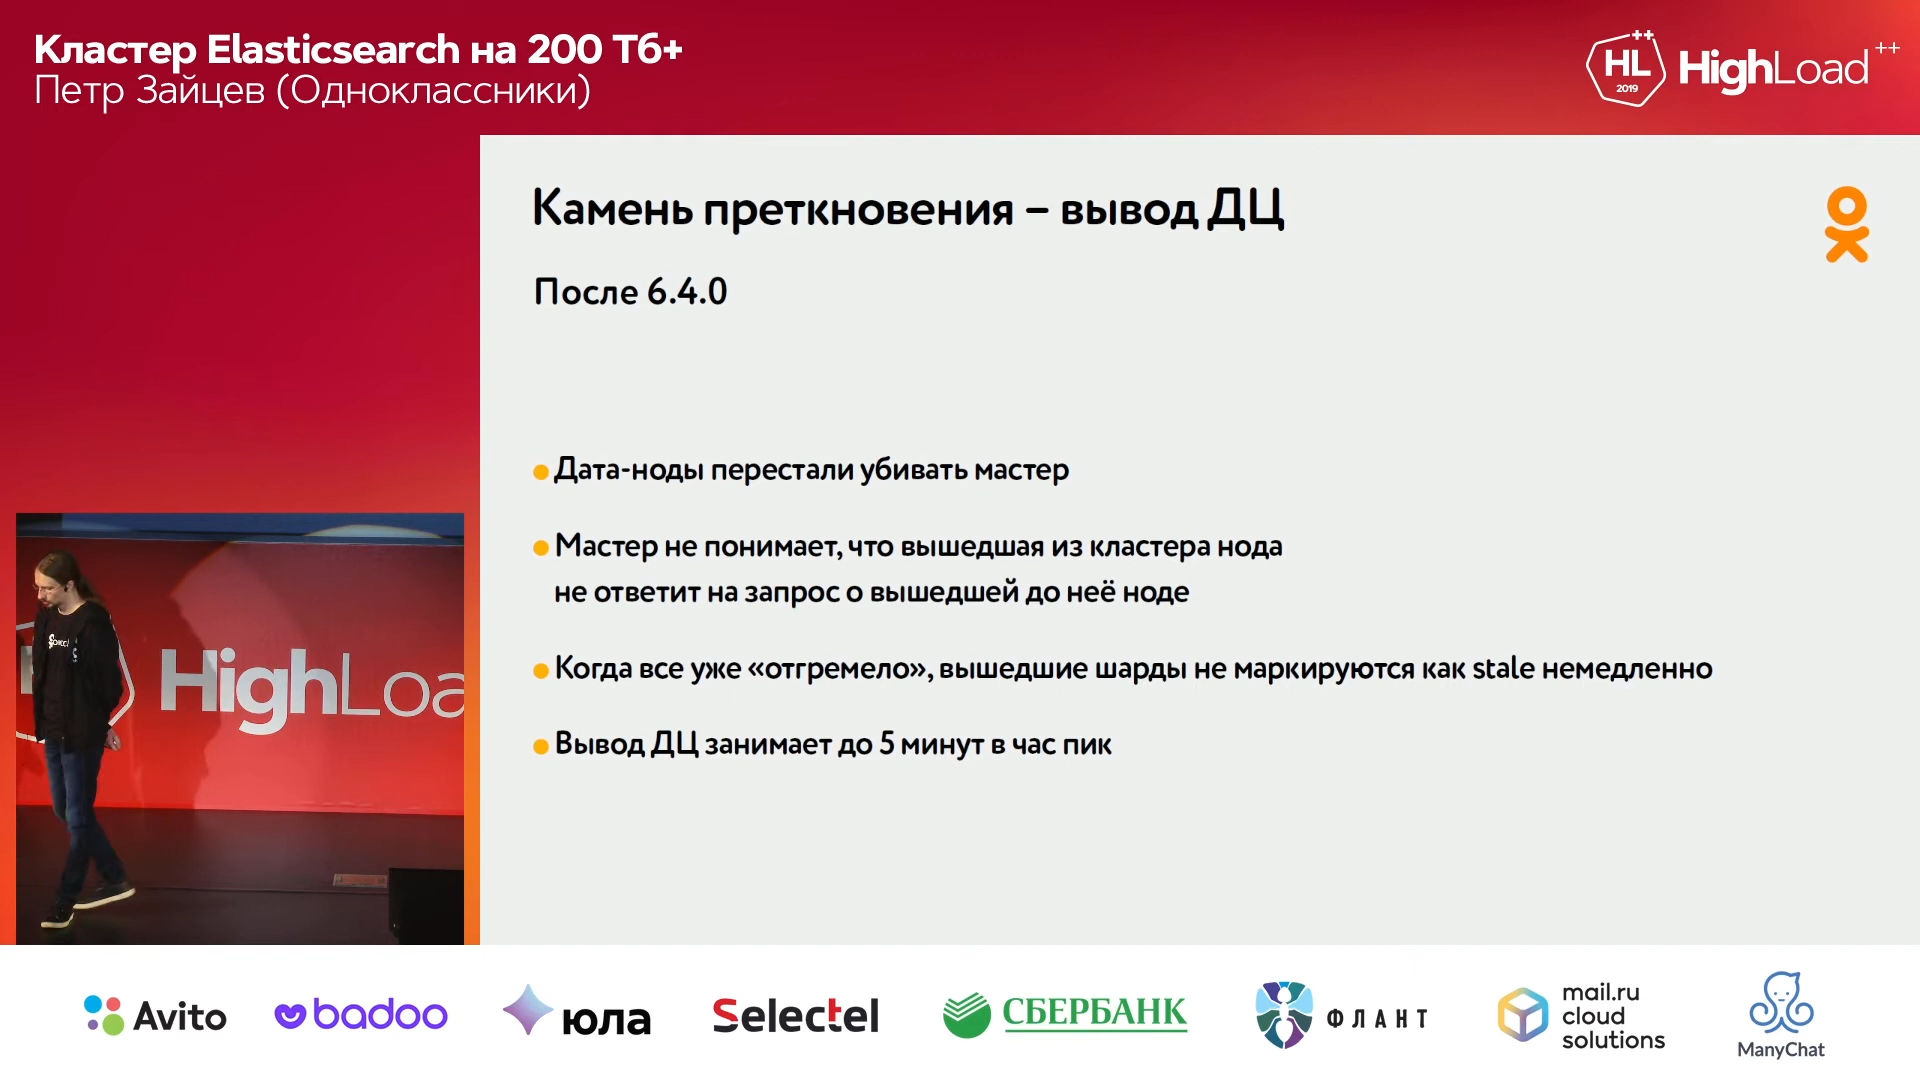 Кластер Elasticsearch на 200 Тб+
Петр Зайцев (Одноклассники)
HL
++
2019
HighLoad++
Камень преткновения – вывод ДЦ
После 6.4.0
Дата-ноды перестали убивать мастер
Мастер не понимает, что вышедшая из кластера нода
не ответит на запрос о вышедшей до неё ноде
Когда все уже «отгремело», вышедшие шарды не маркируются как stale немедленно
Вывод ДЦ занимает до 5 минут в час пик
HighLoa
Avito
badoo
юла
Selectel
СБЕРБАНК
ФЛАНТ
mail.ru
cloud
solutions
ManyChat